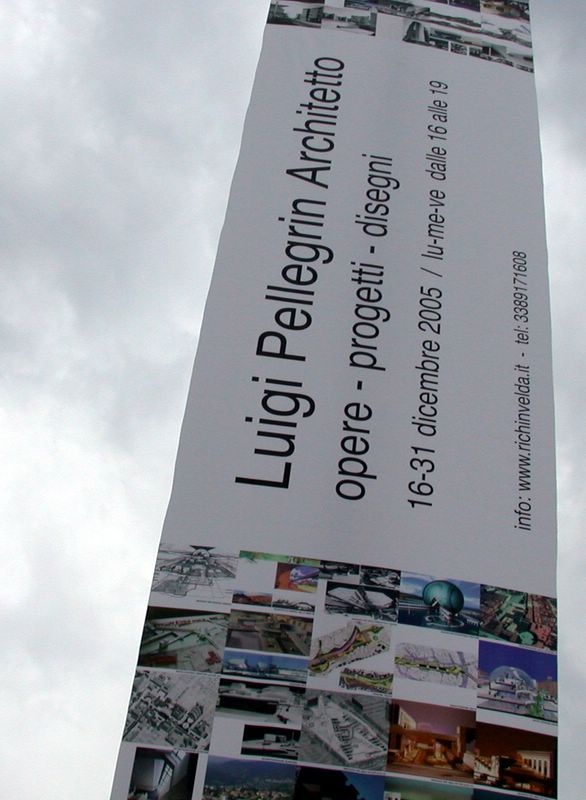 Luigi Pellegrin Architetto
opere - progetti - disegni
16-31 dicembre 2005 / lu-me-ve dalle 16 alle 19
info: www.richinvelda.it - tel: 3389171608